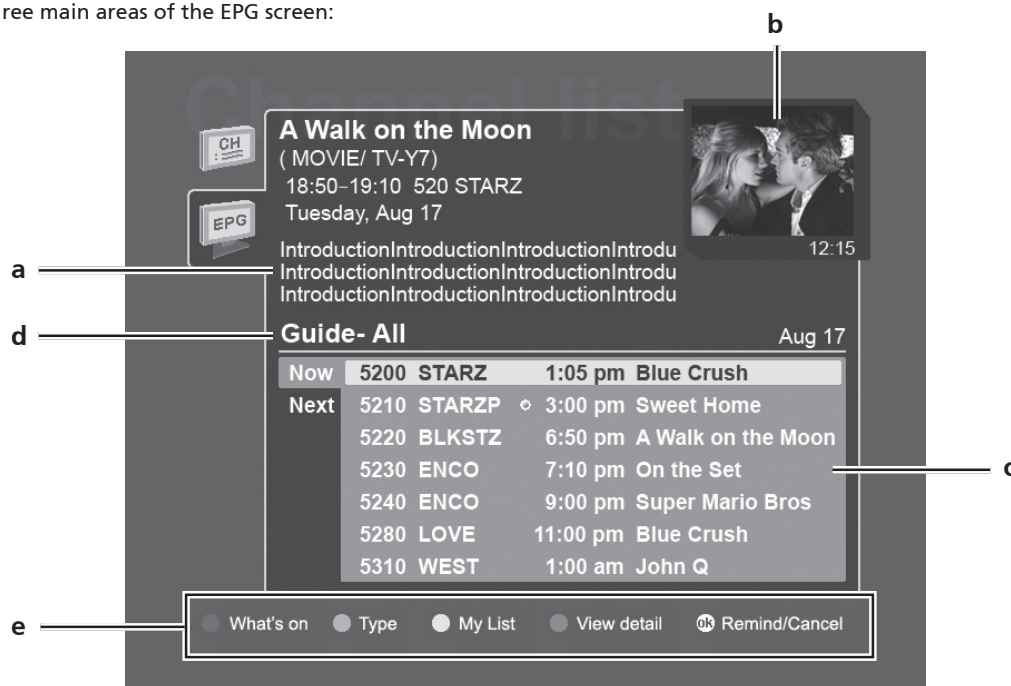 ree main areas of the EPG screen:
b
Channel list
CH
A Walk on the Moon
( MOVIE/ TV-Y7)
18:50-19:10 520 STARZ
Tuesday, Aug 17
EPG
12:15
IntroductionIntroductionIntroductionIntrodu
a IntroductionIntroductionIntroductionIntrodu
IntroductionIntroductionIntroductionIntrodu
d Guide- All Aug 17
Now 5200 STARZ 1:05 pm Blue Crush
Next 5210 STARZP 3:00 pm Sweet Home
5220 BLKSTZ 6:50 pm A Walk on the Moon
5230 ENCO 7:10 pm On the Set
5240 ENCO 9:00 pm Super Mario Bros
5280 LOVE 11:00 pm Blue Crush
5310 WEST 1:00 am John Q
e What's on Type My List View detail ok Remind/Cancel